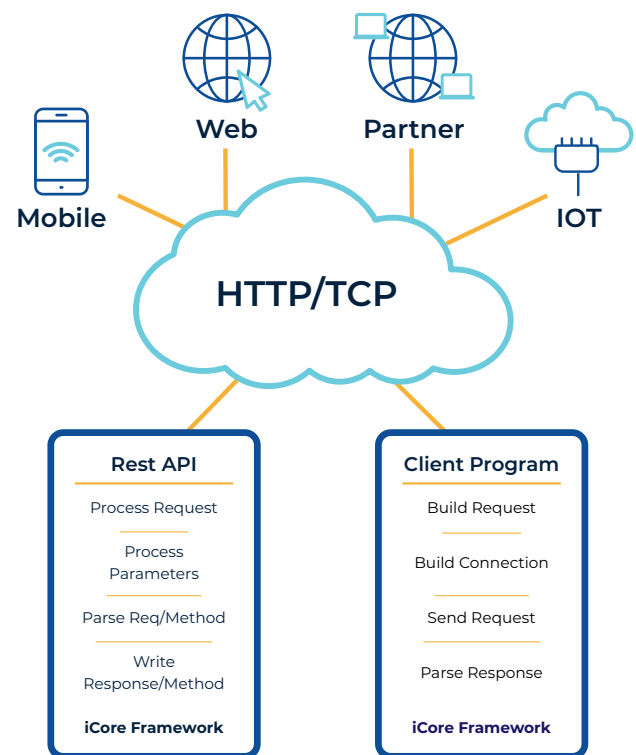 Web
Partner
Mobile
IOT
HTTP/TCP
Rest API
Process Request
Process
Parameters
Parse Req/Method
Write
Response/Method
iCore Framework
Client Program
Build Request
Build Connection
Send Request
Parse Response
iCore Framework